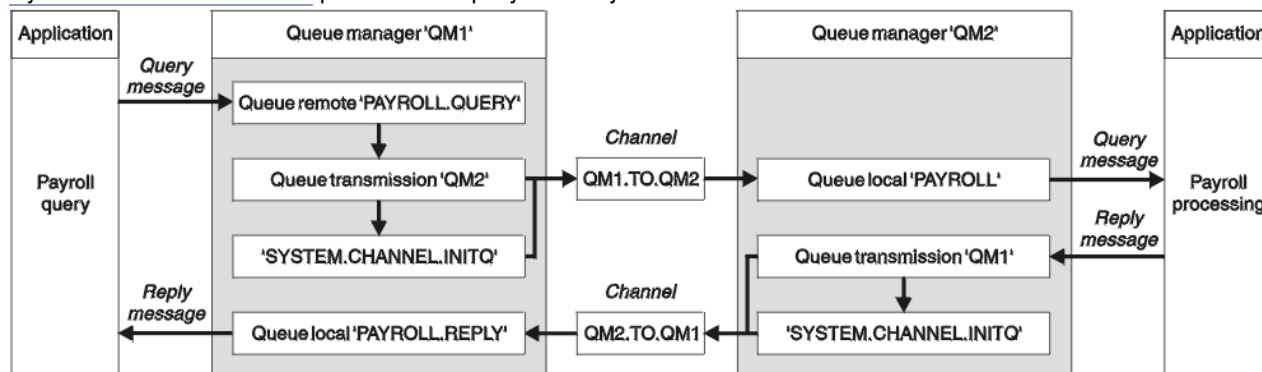 Application
Queue manager 'QM1'
Queue manager 'QM2'
Application
Query
message
Queue remote 'PAYROLL.QUERY'
Channel
Query
message
Payroll
query
Queue transmission 'QM2'
QM1.TO.QM2
Queue local 'PAYROLL'
Payroll
processing
Reply
message
'SYSTEM.CHANNEL.INITQ'
Queue transmission 'QM1'
Reply
message
Channel
Queue local 'PAYROLL.REPLY'
QM2.TO.QM1
'SYSTEM.CHANNEL.INITQ'